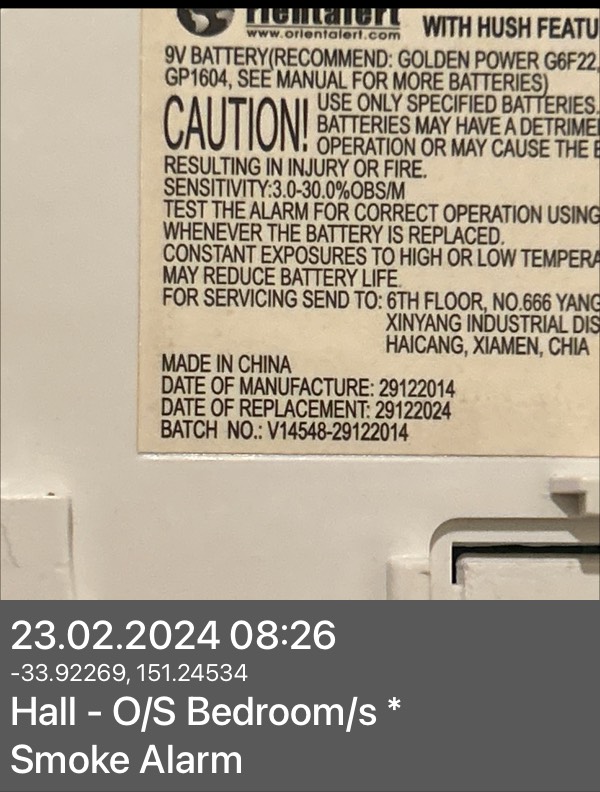 rientalert
www.orientalert.com
WITH HUSH FEATU
9V BATTERY(RECOMMEND: GOLDEN POWER G6F22,
GP1604, SEE MANUAL FOR MORE BATTERIES)
CAUTION!
USE ONLY SPECIFIED BATTERIES.
BATTERIES MAY HAVE A DETRIME
OPERATION OR MAY CAUSE THE B
RESULTING IN INJURY OR FIRE.
SENSITIVITY:3.0-30.0%OBS/M
TEST THE ALARM FOR CORRECT OPERATION USING
WHENEVER THE BATTERY IS REPLACED.
CONSTANT EXPOSURES TO HIGH OR LOW TEMPERA
MAY REDUCE BATTERY LIFE.
FOR SERVICING SEND TO: 6TH FLOOR, NO.666 YANG
XINYANG INDUSTRIAL DIS
HAICANG, XIAMEN, CHIA
MADE IN CHINA
DATE OF MANUFACTURE: 29122014
DATE OF REPLACEMENT: 29122024
BATCH NO.: V14548-29122014
23.02.2024 08:26
-33.92269, 151.24534
Hall - O/S Bedroom/s *
Smoke Alarm